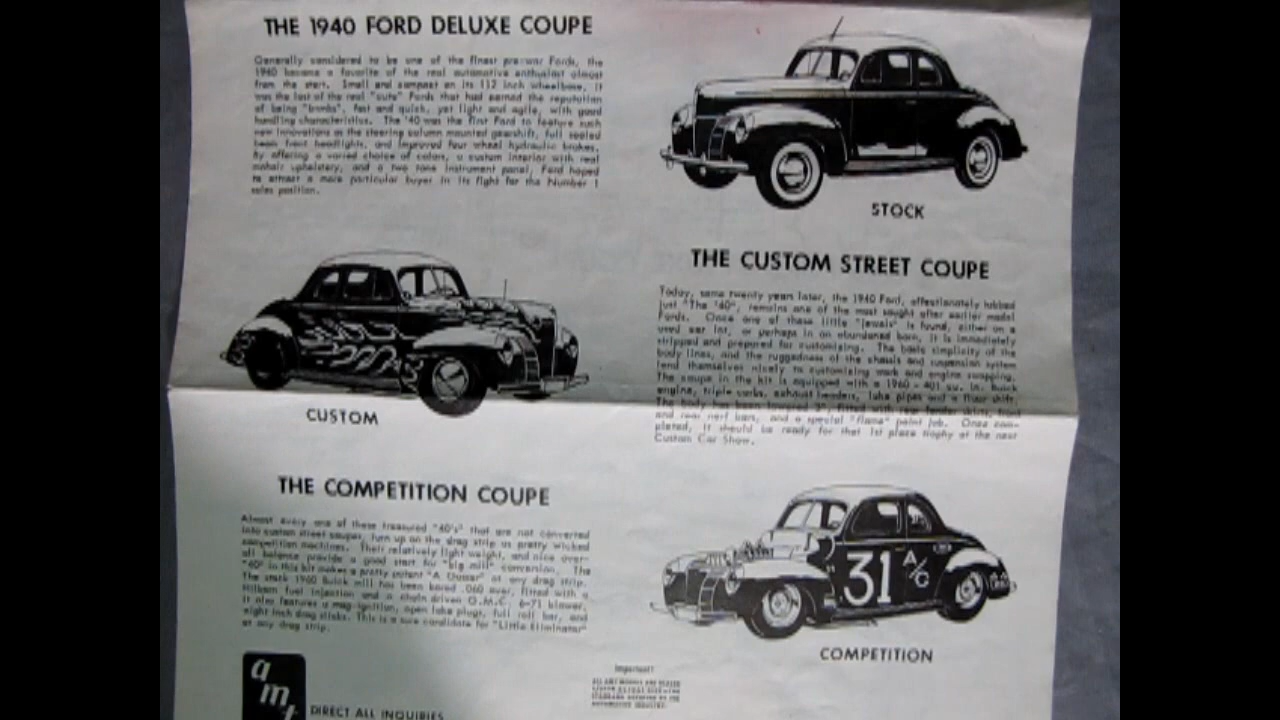 THE 1940 FORD DELUXE COUPE
Generally considered to be one of the finest pre-war Fords, the
1940 became a favorite of the real automotive enthusiast almost
from the start. Small and compact on its 112 inch wheelbase, it
was the last of the real "cute" Fords that had earned the reputation
of being "bombs", fast and quick, yet light and agile, with good
handling characteristics. The '40 was the first Ford to feature such
new innovations as the steering column mounted gearshift, full sealed
beam front headlights, and improved four wheel hydraulic brakes.
By offering a varied choice of colors, a custom interior with real
mohair upholstery, and a two tone instrument panel, Ford hoped
to attract a more particular buyer in its fight for the Number 1
sales position.
STOCK
THE CUSTOM STREET COUPE
Today, some twenty years later, the 1940 Ford, affectionately tabbed
just "The '40", remains one of the most sought after earlier model
Fords. Once one of these little "jewels" is found, either on a
used car lot, or perhaps in an abandoned barn, it is immediately
stripped and prepared for customizing. The basic simplicity of the
body lines, and the ruggedness of the chassis and suspension system
lend themselves nicely to customizing work and engine swapping.
The coupe in the kit is equipped with a 1960 - 401 cu. in. Buick
engine, triple carbs, exhaust headers, lake pipes and a floor shift.
The body has been lowered 3", fitted with rear fender skirts, front
and rear nerf bars, and a special "flame" paint job. Once com-
pleted, it should be ready for that 1st place trophy at the next
Custom Car Show.
CUSTOM
THE COMPETITION COUPE
Almost every one of these treasured "40's" that are not converted
into custom street coupes, turn up on the drag strip as pretty wicked
competition machines. Their relatively light weight, and nice over-
all balance provide a good start for "big mill" conversion. The
"40" in this kit makes a pretty potent "A Gasser" at any drag strip.
The stock 1960 Buick mill has been bored .060 over, fitted with a
Hilborn fuel injection and a chain driven G.M.C. 6-71 blower.
It also features a mag-ignition, open lake plugs, full roll bar, and
eight inch drag slicks. This is a sure candidate for "Little Eliminator"
at any drag strip.
31 A/G
COMPETITION
amt
DIRECT ALL INQUIRIES
Important!